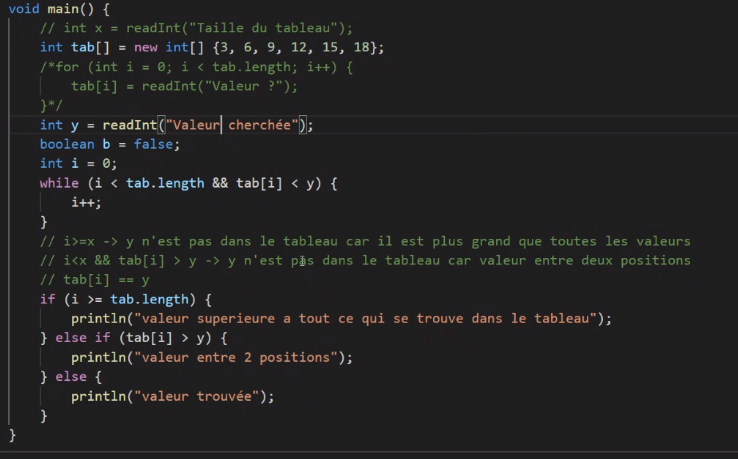 void main() {
// int x = readInt("Taille du tableau");
int tab[] = new int[] {3, 6, 9, 12, 15, 18};
/*for (int i = 0; i < tab.length; i++) {
tab[i] = readInt("Valeur ?");
}*/
int y = readInt("Valeur cherchée");
boolean b = false;
int i = 0;
while (i < tab.length && tab[i] < y) {
i++;
}
// i>=x -> y n'est pas dans le tableau car il est plus grand que toutes les valeurs
// i<x && tab[i] > y -> y n'est pas dans le tableau car valeur entre deux positions
// tab[i] == y
if (i >= tab.length) {
println("valeur superieure a tout ce qui se trouve dans le tableau");
} else if (tab[i] > y) {
println("valeur entre 2 positions");
} else {
println("valeur trouvée");
}
}